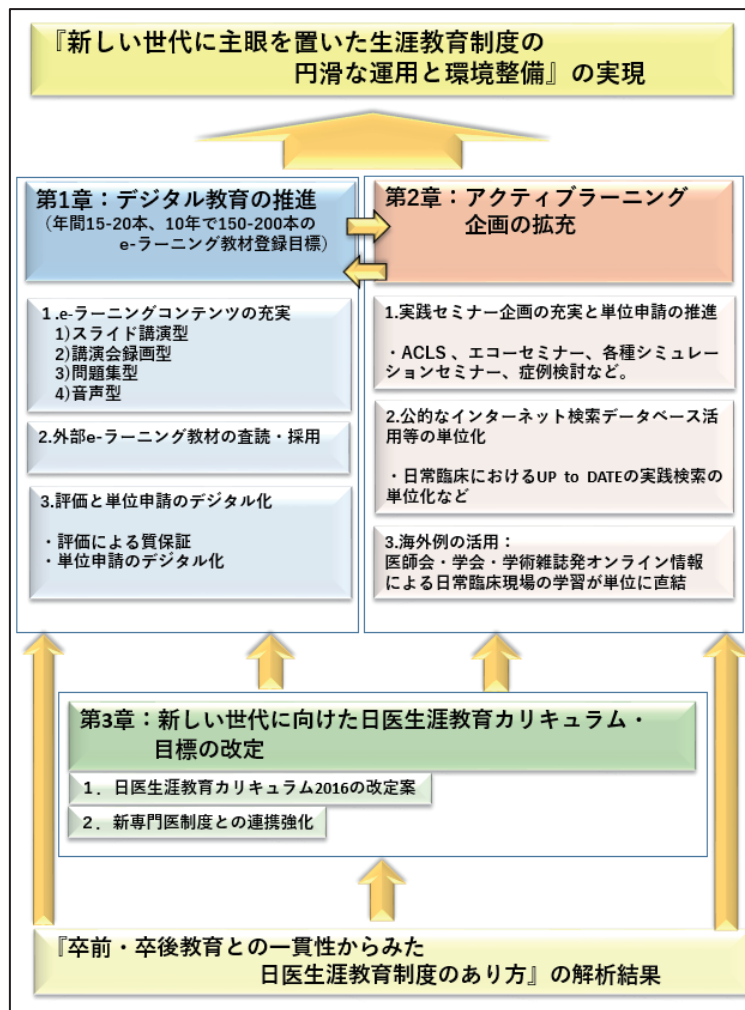 『新しい世代に主眼を置いた生涯教育制度の
円滑な運用と環境整備』の実現
第1章：デジタル教育の推進
（年間15-20本、10年で150-200本の
e-ラーニング教材登録目標）
1.e-ラーニングコンテンツの充実
1)スライド講演型
2)講演会録画型
3)問題集型
4)音声型
2.外部e-ラーニング教材の査読・採用
3.評価と単位申請のデジタル化
・評価による質保証
・単位申請のデジタル化
第2章：アクティブラーニング
企画の拡充
1.実践セミナー企画の充実と単位申請の推進
・ACLS 、エコーセミナー、各種シミュレー
ションセミナー、症例検討など。
2.公的なインターネット検索データベース活
用等の単位化
・日常臨床におけるUP to DATEの実践検索の
単位化など
3.海外例の活用：
医師会・学会・学術雑誌発オンライン情報
による日常臨床現場の学習が単位に直結
第3章：新しい世代に向けた日医生涯教育カリキュラム・
目標の改定
1．日医生涯教育カリキュラム2016の改定案
2．新専門医制度との連携強化
『卒前・卒後教育との一貫性からみた
日医生涯教育制度のあり方』の解析結果